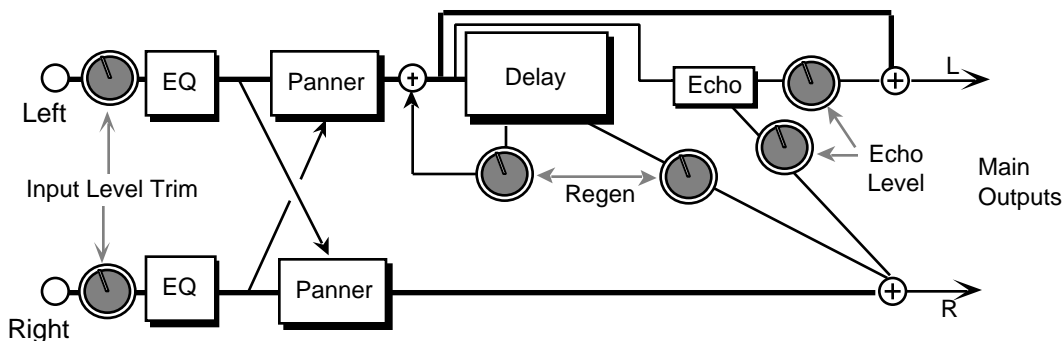 L
EQ
Panner
Delay
Echo
Left
Echo
Level
Main
Outputs
Input Level Trim
Regen
EQ
Panner
R
Right